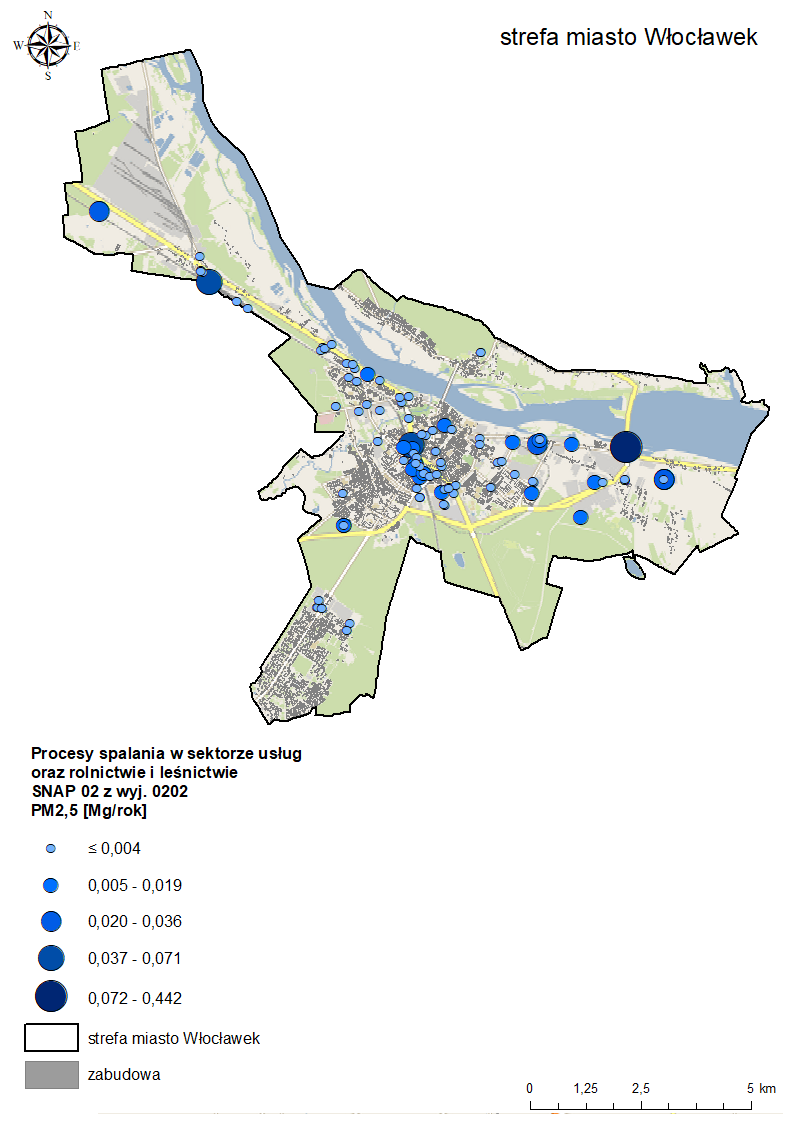 N
W E
S
strefa miasto Włocławek
Procesy spalania w sektorze usług
oraz rolnictwie i leśnictwie
SNAP 02 z wyj. 0202
PM2,5 [Mg/rok]
≤ 0,004
0,005 - 0,019
0,020 - 0,036
0,037 - 0,071
0,072 - 0,442
strefa miasto Włocławek
zabudowa
0 1,25 2,5 5 km